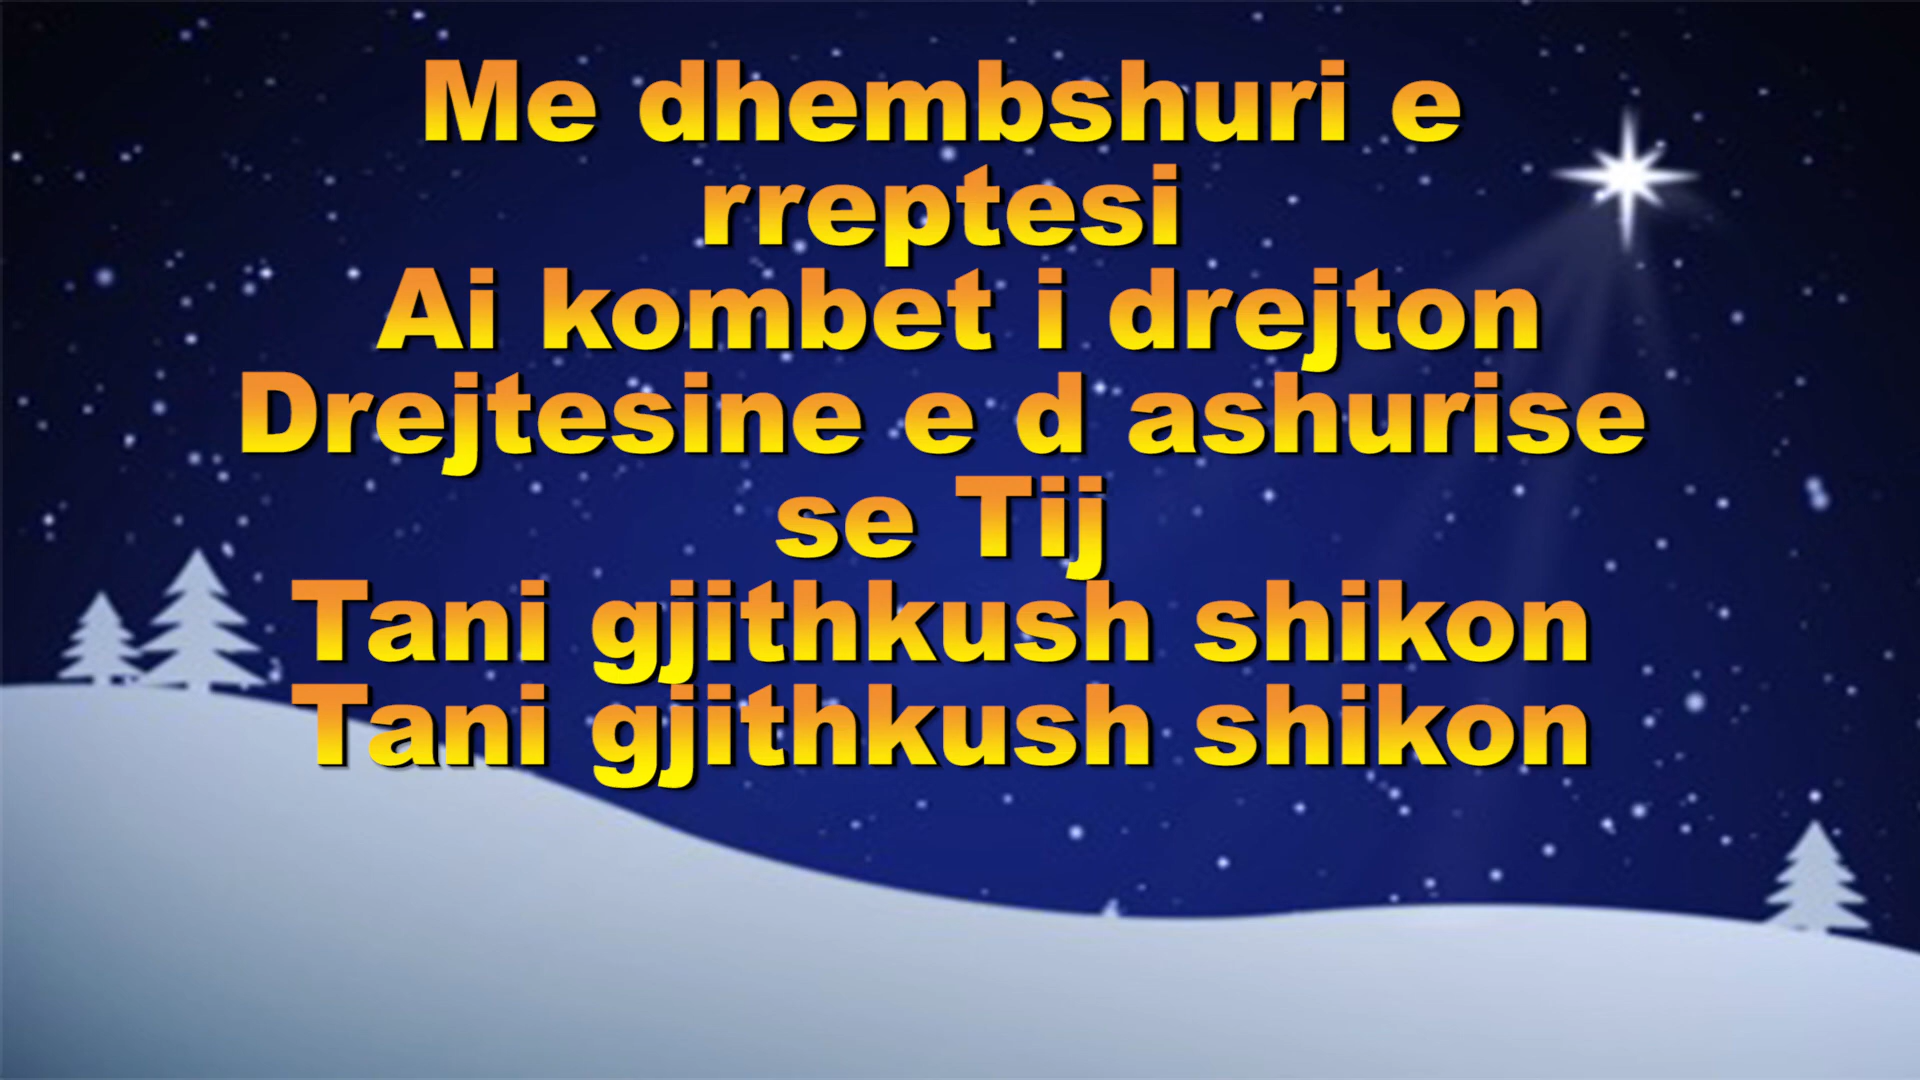 Me dhembshuri e
rreptesi
Ai kombet i drejton
Drejtesine e d ashurise
se Tij
Tani gjithkush shikon
Tani gjithkush shikon